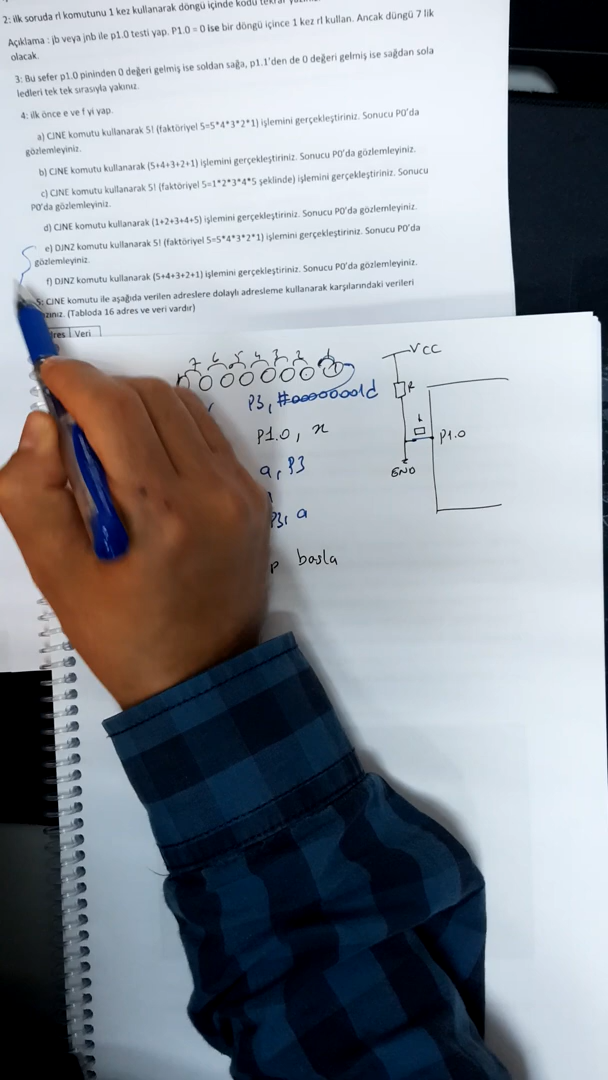 2: ilk soruda rl komutunu 1 kez kullanarak döngü içinde kodu tekrar
Açıklama : jb veya jnb ile p1.0 testi yap. P1.0 = 0 ise bir döngü içince 1 kez rl kullan. Ancak düngü 7 lik
olacak.
3: Bu sefer p1.0 pininden 0 değeri gelmiş ise soldan sağa, p1.1'den de 0 değeri gelmiş ise sağdan sola
ledleri tek tek sırasıyla yakınız.
4: ilk önce e ve f yi yap.
a) CJNE komutu kullanarak 5! (faktöriyel 5=5*4*3*2*1) işlemini gerçekleştiriniz. Sonucu P0'da
gözlemleyiniz.
b) CJNE komutu kullanarak (5+4+3+2+1) işlemini gerçekleştiriniz. Sonucu P0'da gözlemleyiniz.
c) CJNE komutu kullanarak 5! (faktöriyel 5=1*2*3*4*5 şeklinde) işlemini gerçekleştiriniz. Sonucu
P0'da gözlemleyiniz.
d) CJNE komutu kullanarak (1+2+3+4+5) işlemini gerçekleştiriniz. Sonucu P0'da gözlemleyiniz.
e) DJNZ komutu kullanarak 5! (faktöriyel 5=5*4*3*2*1) işlemini gerçekleştiriniz. Sonucu P0'da
gözlemleyiniz.
f) DJNZ komutu kullanarak (5+4+3+2+1) işlemini gerçekleştiriniz. Sonucu P0'da gözlemleyiniz.
5: CJNE komutu ile aşağıda verilen adreslere dolaylı adresleme kullanarak karşılarındaki verileri
(Tabloda 16 adres ve veri vardır)
Veri
7 6 5 4 3 2 1
VCC
R
P3,
P1.0, x
P1.0
a, P3
GND
P3, a
basla